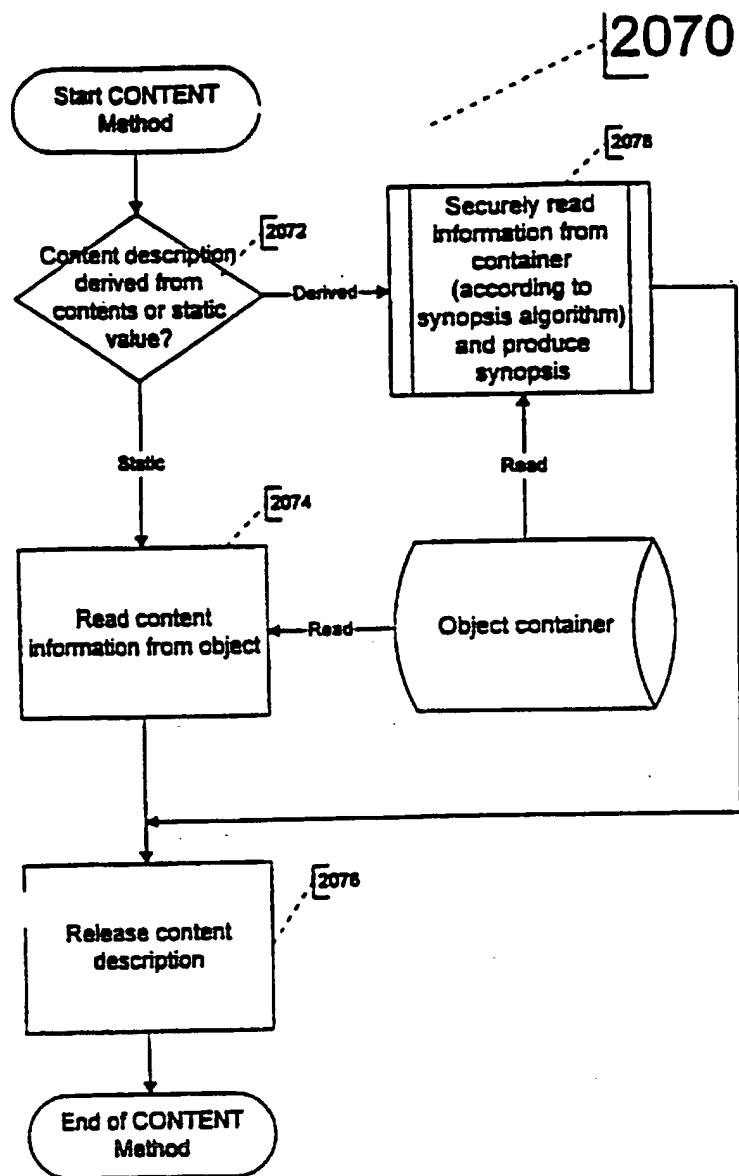 2070
Start CONTENT
Method
2078
2072
Content description
derived from
contents or static
value?
Derived
Securely read
information from
container
(according to
synopsis algorithm)
and produce
synopsis
Static
Read
2074
Read content
information from object
Read
Object container
2076
Release content
description
End of CONTENT
Method